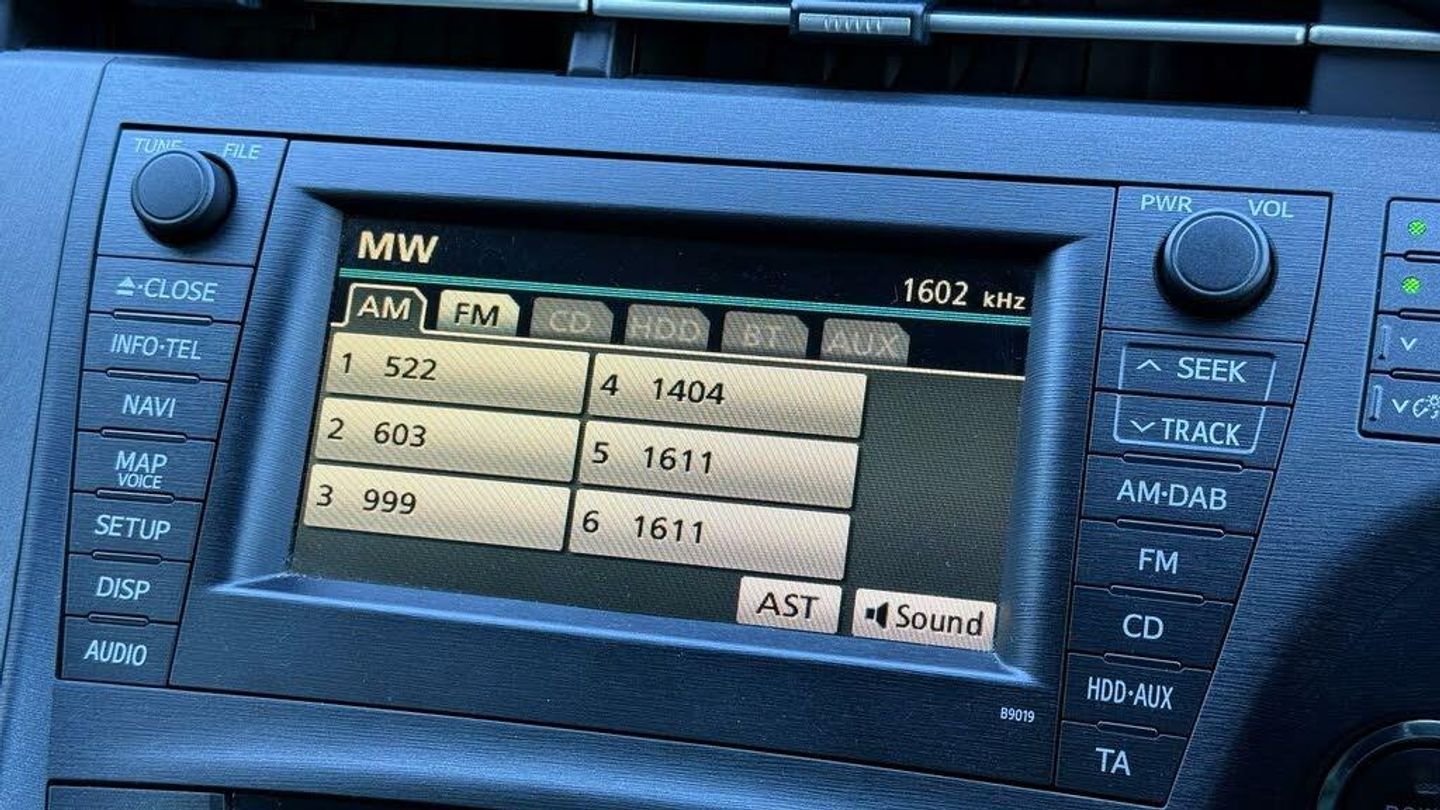 TUNE FILE
CLOSE
INFO·TEL
NAVI
MAP
VOICE
SETUP
DISP
AUDIO
MW
1602 kHz
AM FM CD HDD BT AUX
1 522
4 1404
2 603
5 1611
3 999
6 1611
AST Sound
B9019
PWR VOL
SEEK
TRACK
AM·DAB
FM
CD
HDD·AUX
TA